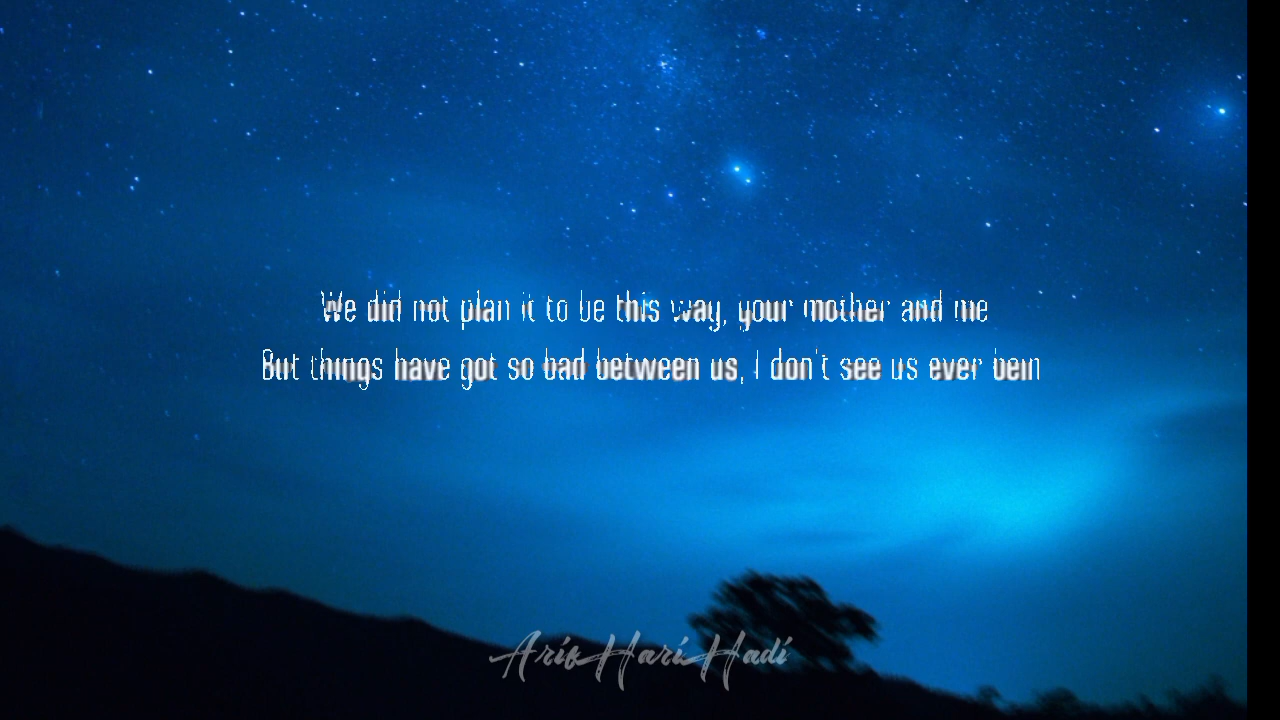 We did not plan it to be this way, your mother and me
But things have got so bad between us, I don't see us ever bein
Aris Hari Hadi